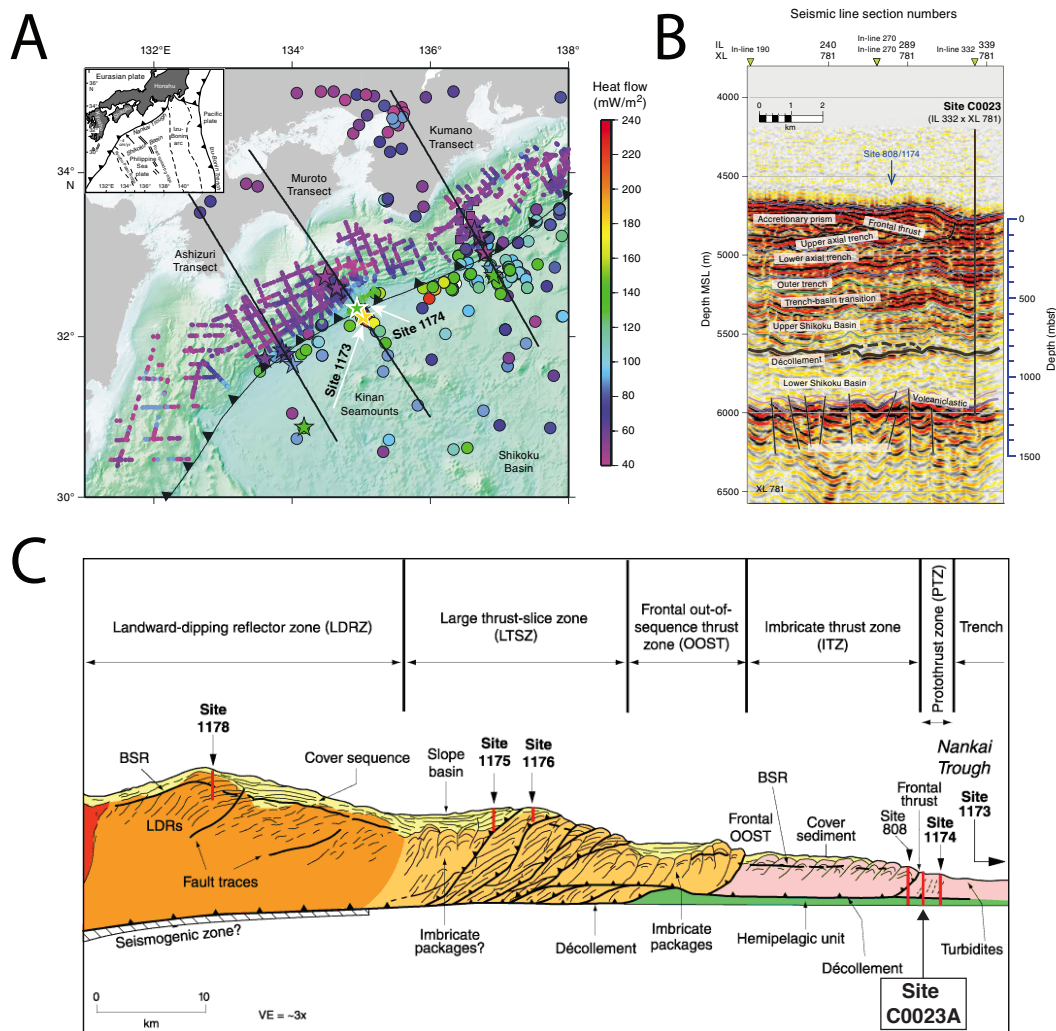 A
132°E
134°
136°
138°
34°
N
32°
30°
Eurasian plate
Honshu
Pacific
plate
Nankai Trough
Shikoku Basin
Izu-
Bonin
arc
Philippine
Sea
plate
36°
N
34°
132°E
134°
136°
138°
140°
Kumano
Transect
Muroto
Transect
Ashizuri
Transect
Site 1174
Site 1173
Kinan
Seamounts
Shikoku
Basin
Heat flow
(mW/m²)
240
220
200
180
160
140
120
100
80
60
40
B
Seismic line section numbers
IL
XL
In-line 190
240
781
In-line 270
In-line 270
289
781
In-line 332
339
781
4000
4500
5000
5500
6000
6500
Depth MSL (m)
0 1 2
km
Site C0023
(IL 332 x XL 781)
Site 808/1174
Accretionary prism
Frontal thrust
Upper axial trench
Lower axial trench
Outer trench
Trench-basin transition
Upper Shikoku Basin
Décollement
Lower Shikoku Basin
Volcaniclastic
XL 781
0
500
1000
1500
Depth (mbsf)
C
Landward-dipping reflector zone (LDRZ)
Large thrust-slice zone
(LTSZ)
Frontal out-of-
sequence thrust
zone (OOST)
Imbricate thrust zone
(ITZ)
Protothrust zone (PTZ)
Trench
Site
1178
BSR
Cover sequence
LDRs
Fault traces
Seismogenic zone?
Slope
basin
Site
1175
Site
1176
Imbricate
packages?
Décollement
Imbricate
packages
Frontal
OOST
BSR
Cover
sediment
Hemipelagic unit
Décollement
Nankai
Trough
Frontal
thrust
Site
808
Site
1174
Site
1173
Turbidites
Site
C0023A
0 10
km
VE = ~3x